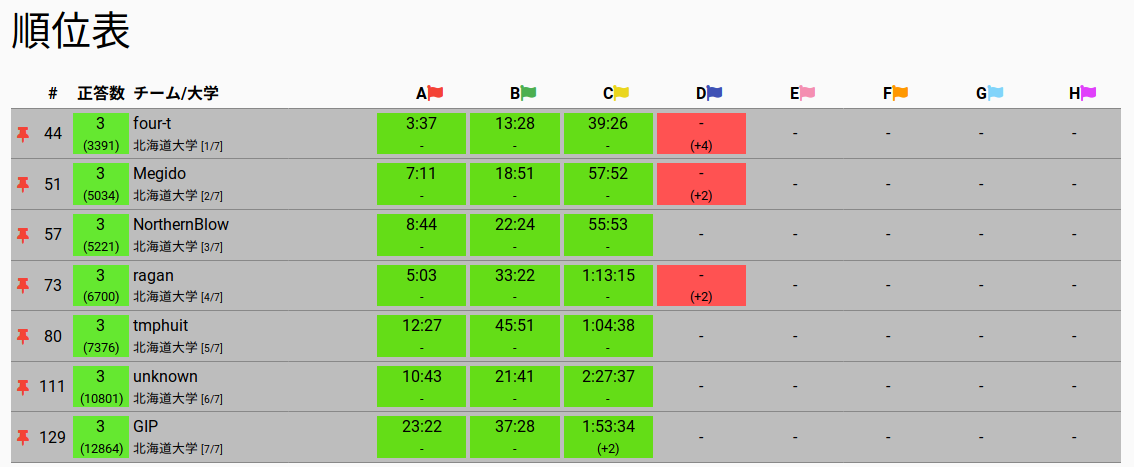 順位表
# 正答数 チーム/大学 A B C D E F G H
44 3 four-t 3:37 13:28 39:26 - - - - -
(3391) 北海道大学 [1/7] - - - (+4)
51 3 Megido 7:11 18:51 57:52 - - - - -
(5034) 北海道大学 [2/7] - - - (+2)
57 3 NorthernBlow 8:44 22:24 55:53 - - - - -
(5221) 北海道大学 [3/7] - - -
73 3 ragan 5:03 33:22 1:13:15 - - - - -
(6700) 北海道大学 [4/7] - - - (+2)
80 3 tmphuit 12:27 45:51 1:04:38 - - - - -
(7376) 北海道大学 [5/7] - - -
111 3 unknown 10:43 21:41 2:27:37 - - - - -
(10801) 北海道大学 [6/7] - - -
129 3 GIP 23:22 37:28 1:53:34 - - - - -
(12864) 北海道大学 [7/7] - - (+2)